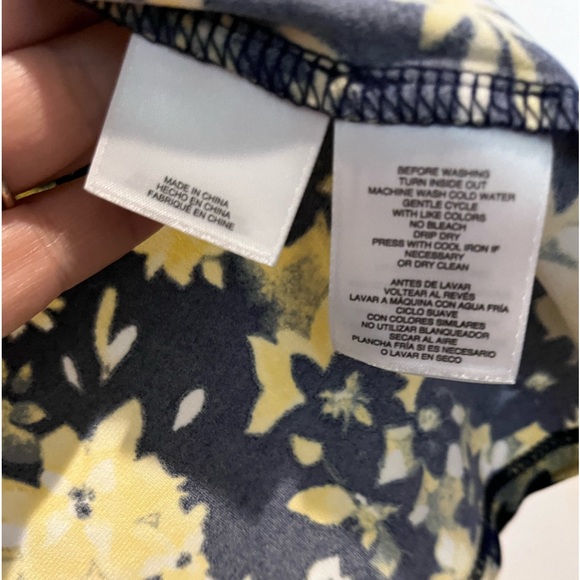 MADE IN CHINA
HECHO EN CHINA
FABRIQUÉ EN CHINE
BEFORE WASHING
TURN INSIDE OUT
MACHINE WASH COLD WATER
GENTLE CYCLE
WITH LIKE COLORS
NO BLEACH
DRIP DRY
PRESS WITH COOL IRON IF
NECESSARY
OR DRY CLEAN
ANTES DE LAVAR
VOLTEAR AL REVÉS
LAVAR A MÁQUINA CON AGUA FRÍA
CICLO SUAVE
CON COLORES SIMILARES
NO UTILIZAR BLANQUEADOR
SECAR AL AIRE
PLANCHA FRÍA SI ES NECESARIO
O LAVAR EN SECO